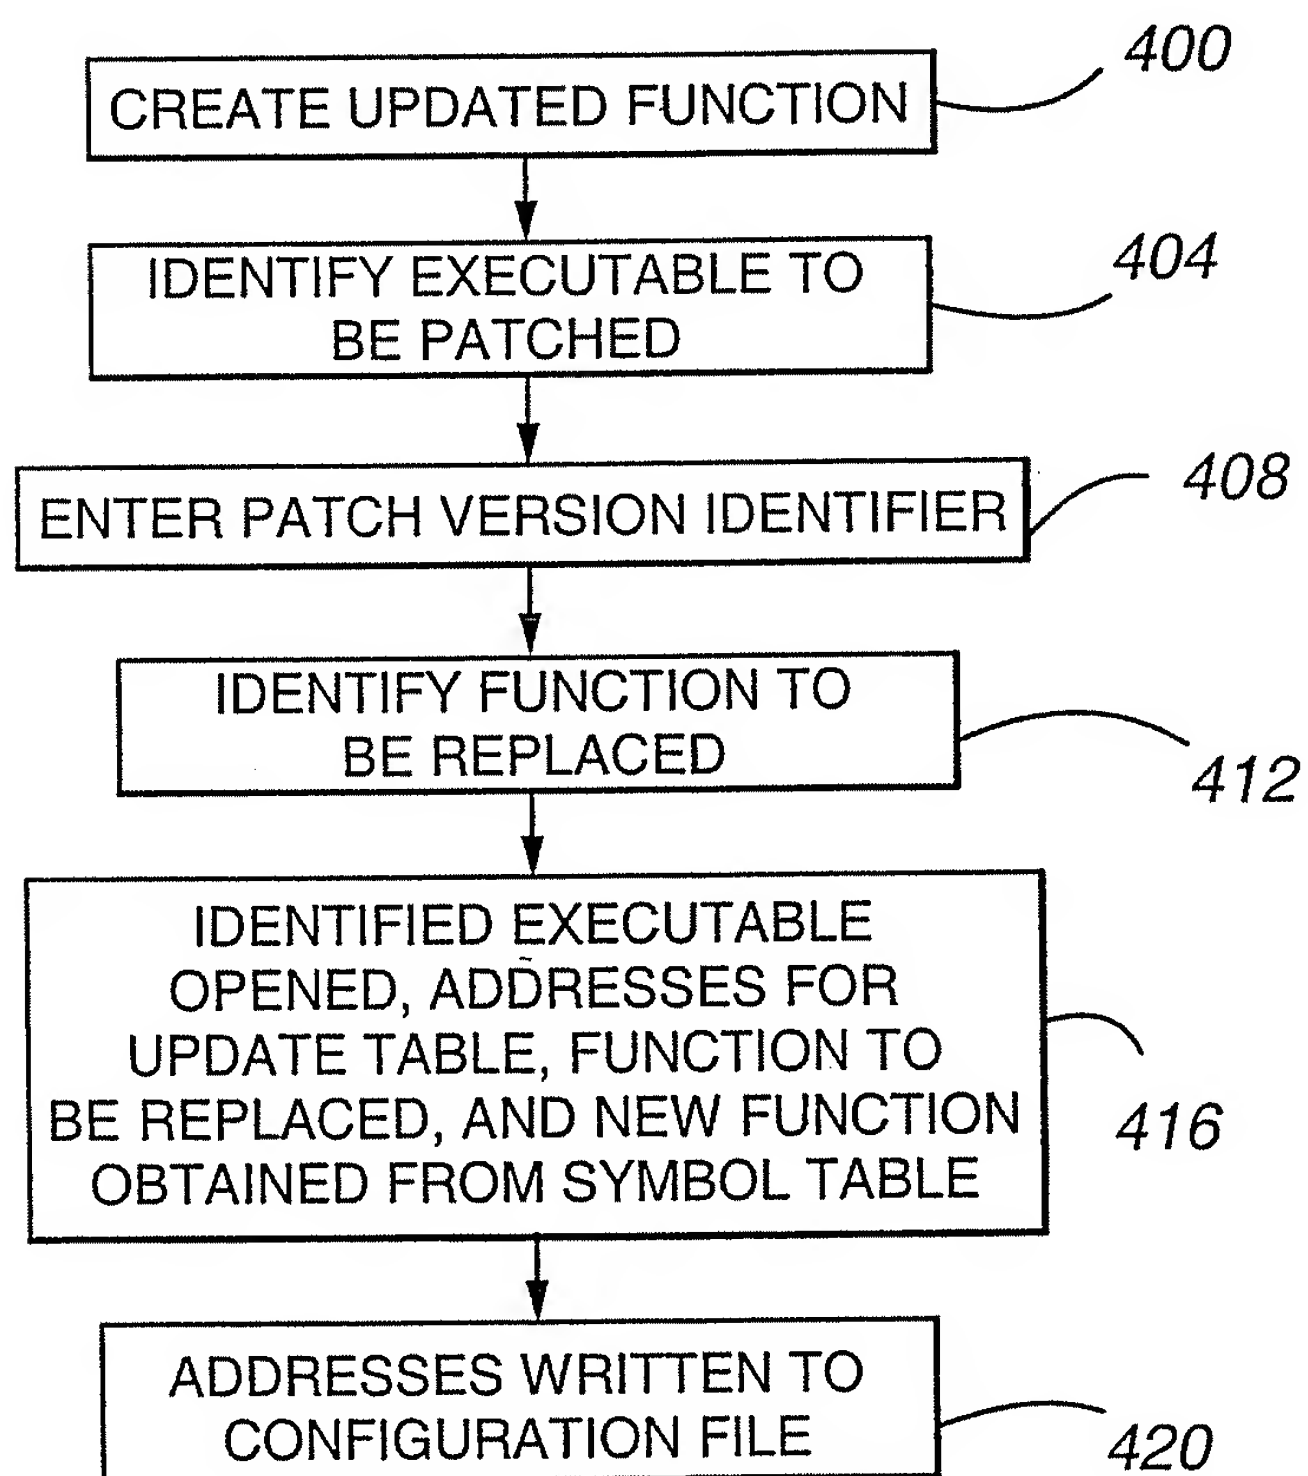 400
CREATE UPDATED FUNCTION
404
IDENTIFY EXECUTABLE TO
BE PATCHED
408
ENTER PATCH VERSION IDENTIFIER
IDENTIFY FUNCTION TO
BE REPLACED
412
IDENTIFIED EXECUTABLE
OPENED, ADDRESSES FOR
UPDATE TABLE, FUNCTION TO
BE REPLACED, AND NEW FUNCTION
OBTAINED FROM SYMBOL TABLE
416
ADDRESSES WRITTEN TO
CONFIGURATION FILE
420